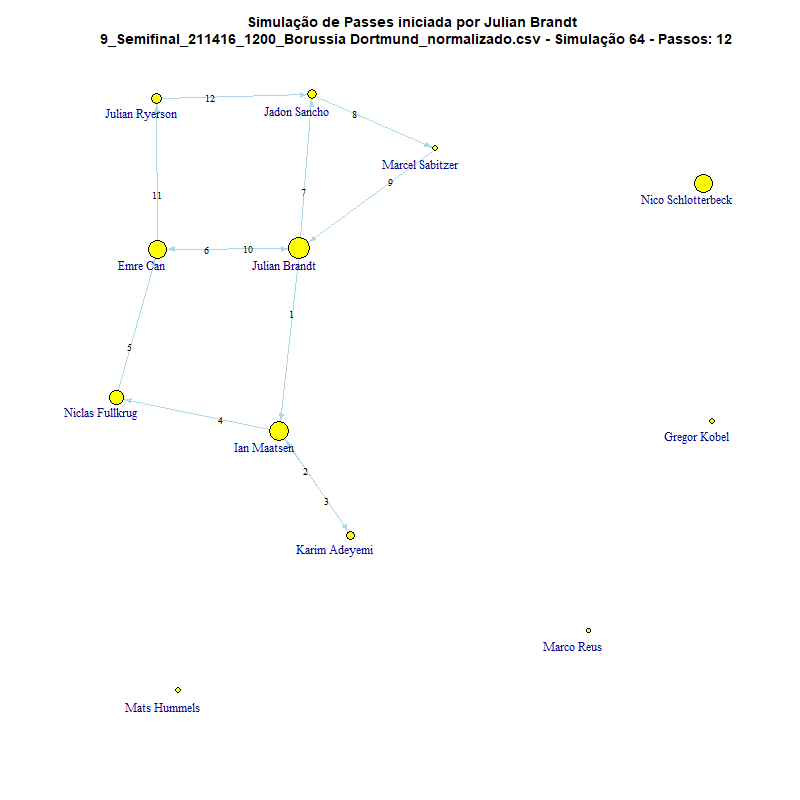 Simulação de Passes iniciada por Julian Brandt
9_Semifinal_211416_1200_Borussia Dortmund_normalizado.csv - Simulação 64 - Passos: 12
12
Julian Ryerson
Jadon Sancho
8
Marcel Sabitzer
9
7
11
Nico Schlotterbeck
6
10
Emre Can
Julian Brandt
1
5
Niclas Fullkrug
4
Ian Maatsen
Gregor Kobel
2
3
Karim Adeyemi
Marco Reus
Mats Hummels